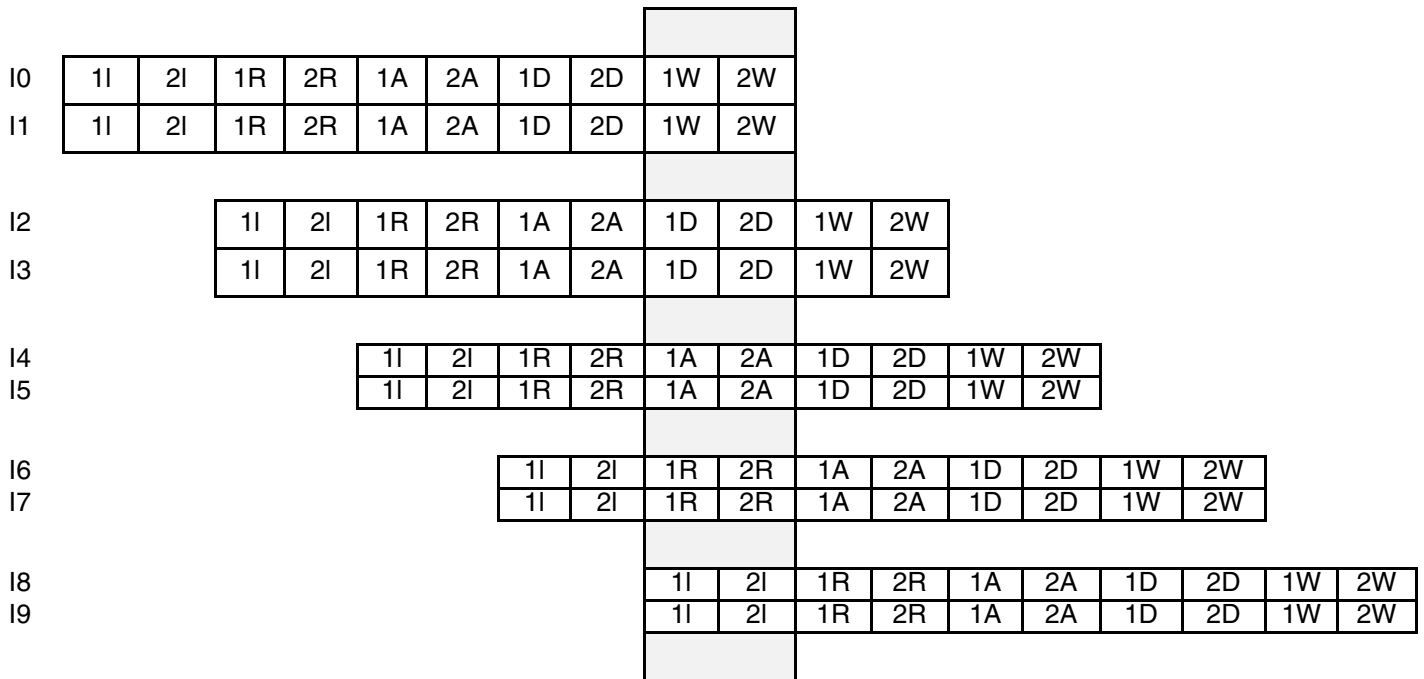 I0 1I 2I 1R 2R 1A 2A 1D 2D 1W 2W
I1 1I 2I 1R 2R 1A 2A 1D 2D 1W 2W
I2 1I 2I 1R 2R 1A 2A 1D 2D 1W 2W
I3 1I 2I 1R 2R 1A 2A 1D 2D 1W 2W
I4 1I 2I 1R 2R 1A 2A 1D 2D 1W 2W
I5 1I 2I 1R 2R 1A 2A 1D 2D 1W 2W
I6 1I 2I 1R 2R 1A 2A 1D 2D 1W 2W
I7 1I 2I 1R 2R 1A 2A 1D 2D 1W 2W
I8 1I 2I 1R 2R 1A 2A 1D 2D 1W 2W
I9 1I 2I 1R 2R 1A 2A 1D 2D 1W 2W